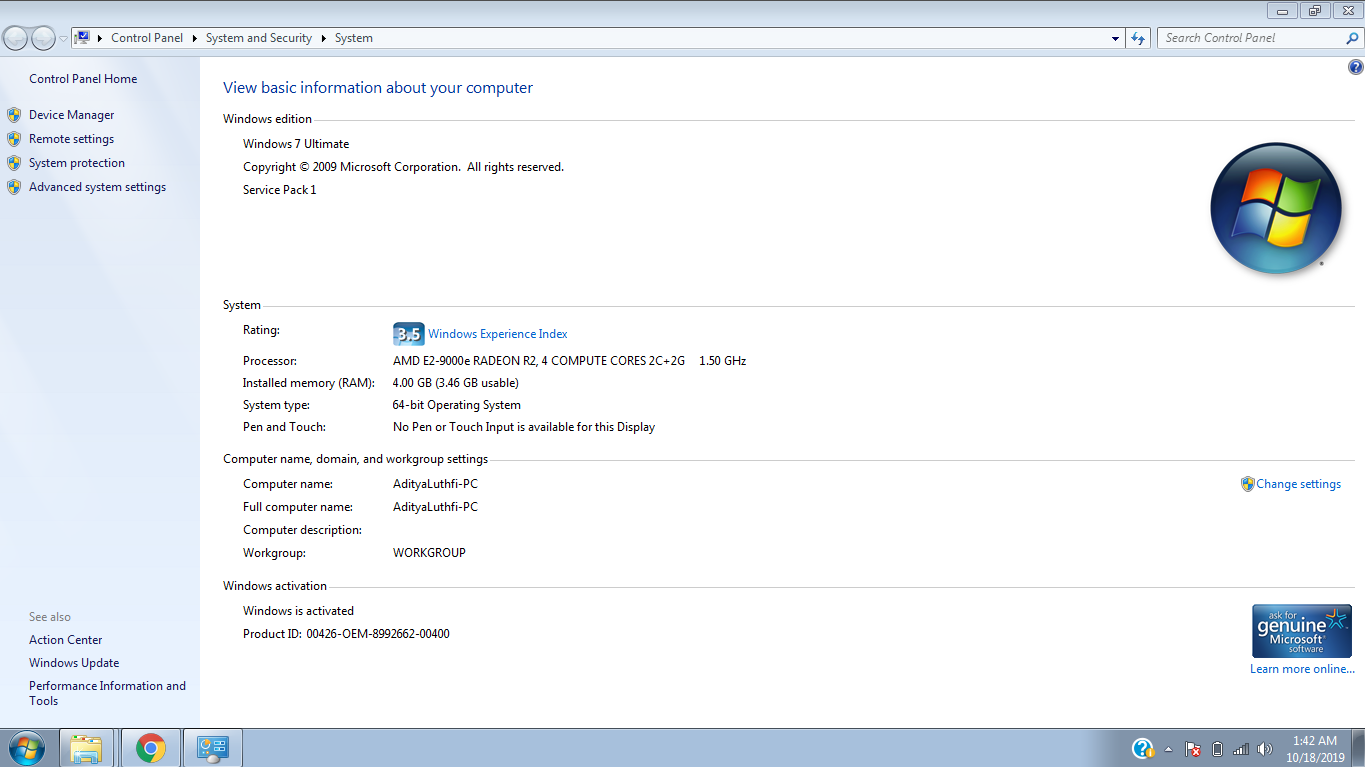 Control Panel ▸ System and Security ▸ System
Search Control Panel
Control Panel Home
Device Manager
Remote settings
System protection
Advanced system settings
See also
Action Center
Windows Update
Performance Information and
Tools
View basic information about your computer
Windows edition
Windows 7 Ultimate
Copyright © 2009 Microsoft Corporation.  All rights reserved.
Service Pack 1
System
Rating: 3.5 Windows Experience Index
Processor: AMD E2-9000e RADEON R2, 4 COMPUTE CORES 2C+2G 1.50 GHz
Installed memory (RAM): 4.00 GB (3.46 GB usable)
System type: 64-bit Operating System
Pen and Touch: No Pen or Touch Input is available for this Display
Computer name, domain, and workgroup settings
Computer name: AdityaLuthfi-PC
Change settings
Full computer name: AdityaLuthfi-PC
Computer description:
Workgroup: WORKGROUP
Windows activation
Windows is activated
Product ID: 00426-OEM-8992662-00400
ask for
genuine
Microsoft
software
Learn more online...
1:42 AM
10/18/2019